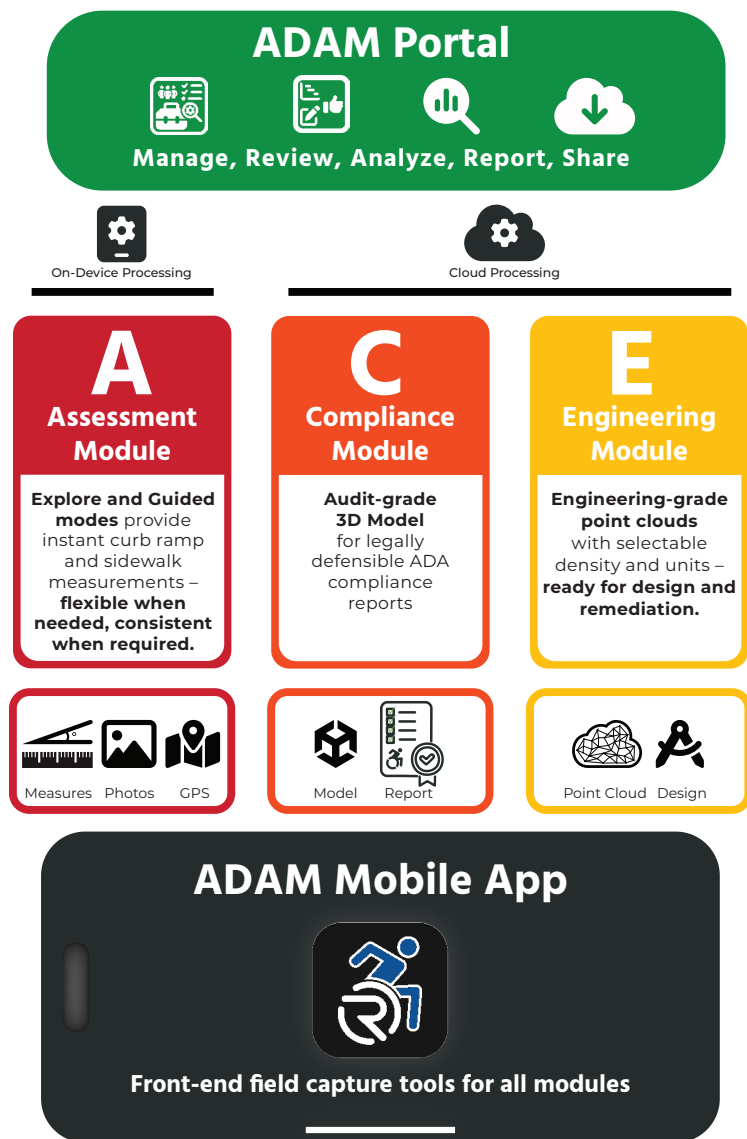 ADAM Portal
Manage, Review, Analyze, Report, Share
On-Device Processing
Cloud Processing
A
Assessment
Module
Explore and Guided
modes provide
instant curb ramp
and sidewalk
measurements –
flexible when
needed, consistent
when required.
C
Compliance
Module
Audit-grade
3D Model
for legally
defensible ADA
compliance
reports
E
Engineering
Module
Engineering-grade
point clouds
with selectable
density and units –
ready for design and
remediation.
Measures Photos GPS
Model Report
Point Cloud Design
ADAM Mobile App
R
Front-end field capture tools for all modules